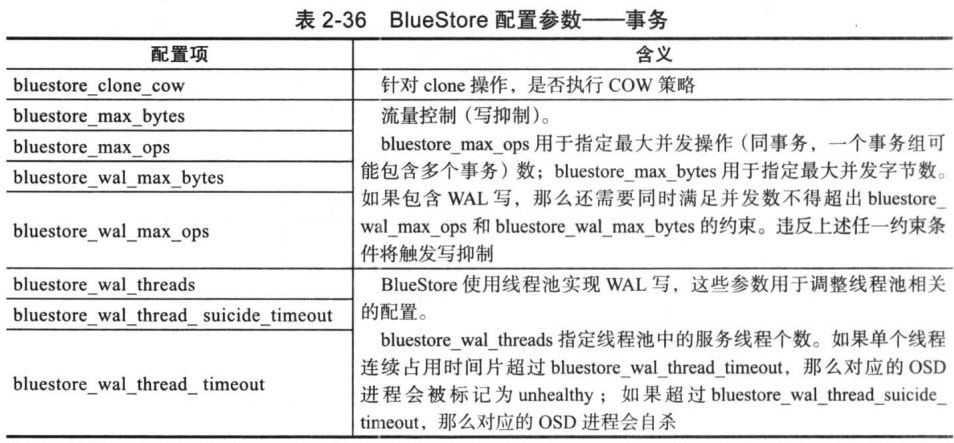 表 2-36 BlueStore 配置参数——事务
配置项
含义
bluestore_clone_cow
针对 clone 操作，是否执行 COW 策略
bluestore_max_bytes
bluestore_max_ops
bluestore_wal_max_bytes
bluestore_wal_max_ops
流量控制（写抑制）。
bluestore_max_ops 用于指定最大并发操作（同事务，一个事务组可
能包含多个事务）数；bluestore_max_bytes 用于指定最大并发字节数。
如果包含 WAL 写，那么还需要同时满足并发数不得超出 bluestore_
wal_max_ops 和 bluestore_wal_max_bytes 的约束。违反上述任一约束条
件将触发写抑制
bluestore_wal_threads
bluestore_wal_thread_ suicide_timeout
bluestore_wal_thread_ timeout
BlueStore 使用线程池实现 WAL 写，这些参数用于调整线程池相关
的配置。
bluestore_wal_threads 指定线程池中的服务线程个数。如果单个线程
连续占用时间片超过 bluestore_wal_thread_timeout，那么对应的 OSD
进程会被标记为 unhealthy；如果超过 bluestore_wal_thread_suicide_
timeout，那么对应的 OSD 进程会自杀